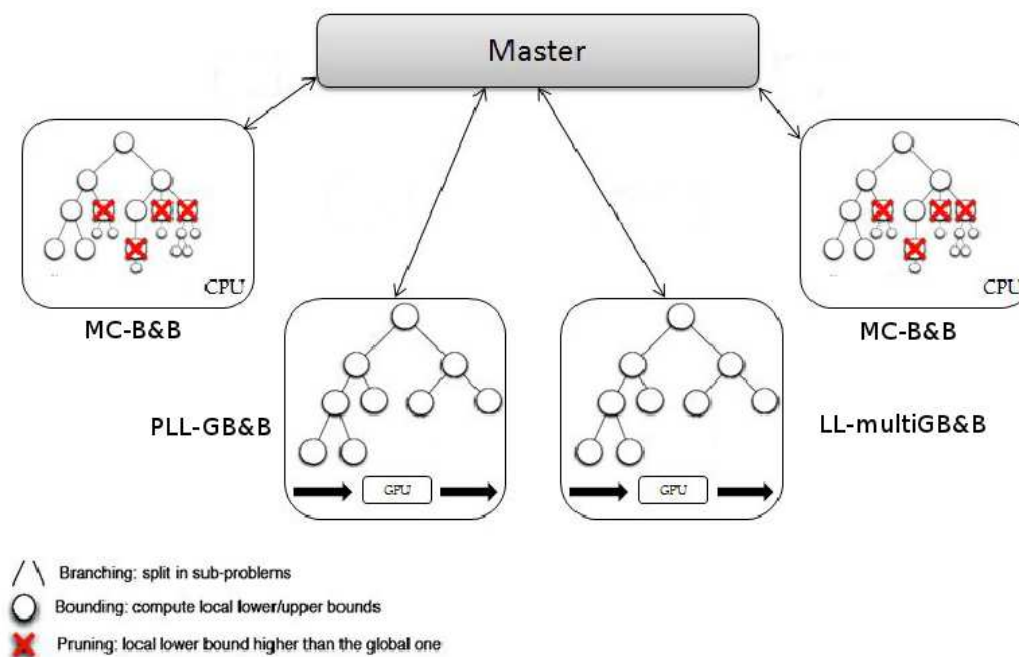 Master
CPU
MC-B&B
CPU
MC-B&B
PLL-GB&B
GPU
GPU
LL-multiGB&B
Branching: split in sub-problems
Bounding: compute local lower/upper bounds
Pruning: local lower bound higher than the global one